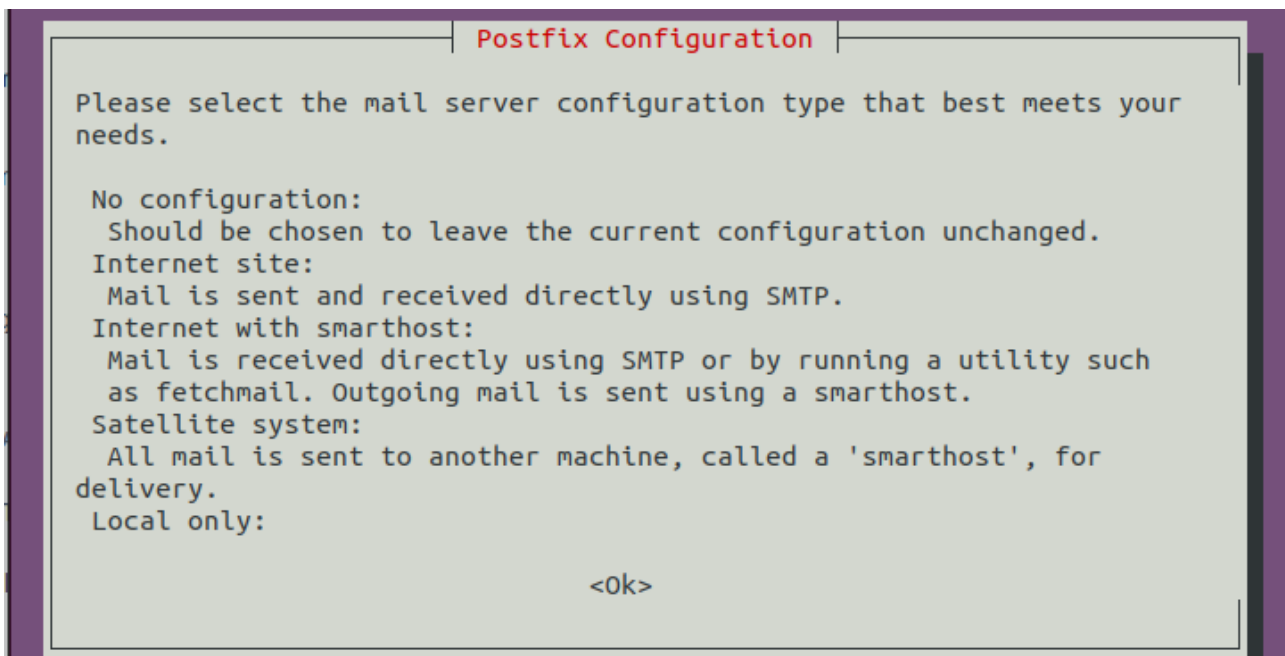 Postfix Configuration
Please select the mail server configuration type that best meets your
needs.
No configuration:
Should be chosen to leave the current configuration unchanged.
Internet site:
Mail is sent and received directly using SMTP.
Internet with smarthost:
Mail is received directly using SMTP or by running a utility such
as fetchmail. Outgoing mail is sent using a smarthost.
Satellite system:
All mail is sent to another machine, called a 'smarthost', for
delivery.
Local only:
<Ok>